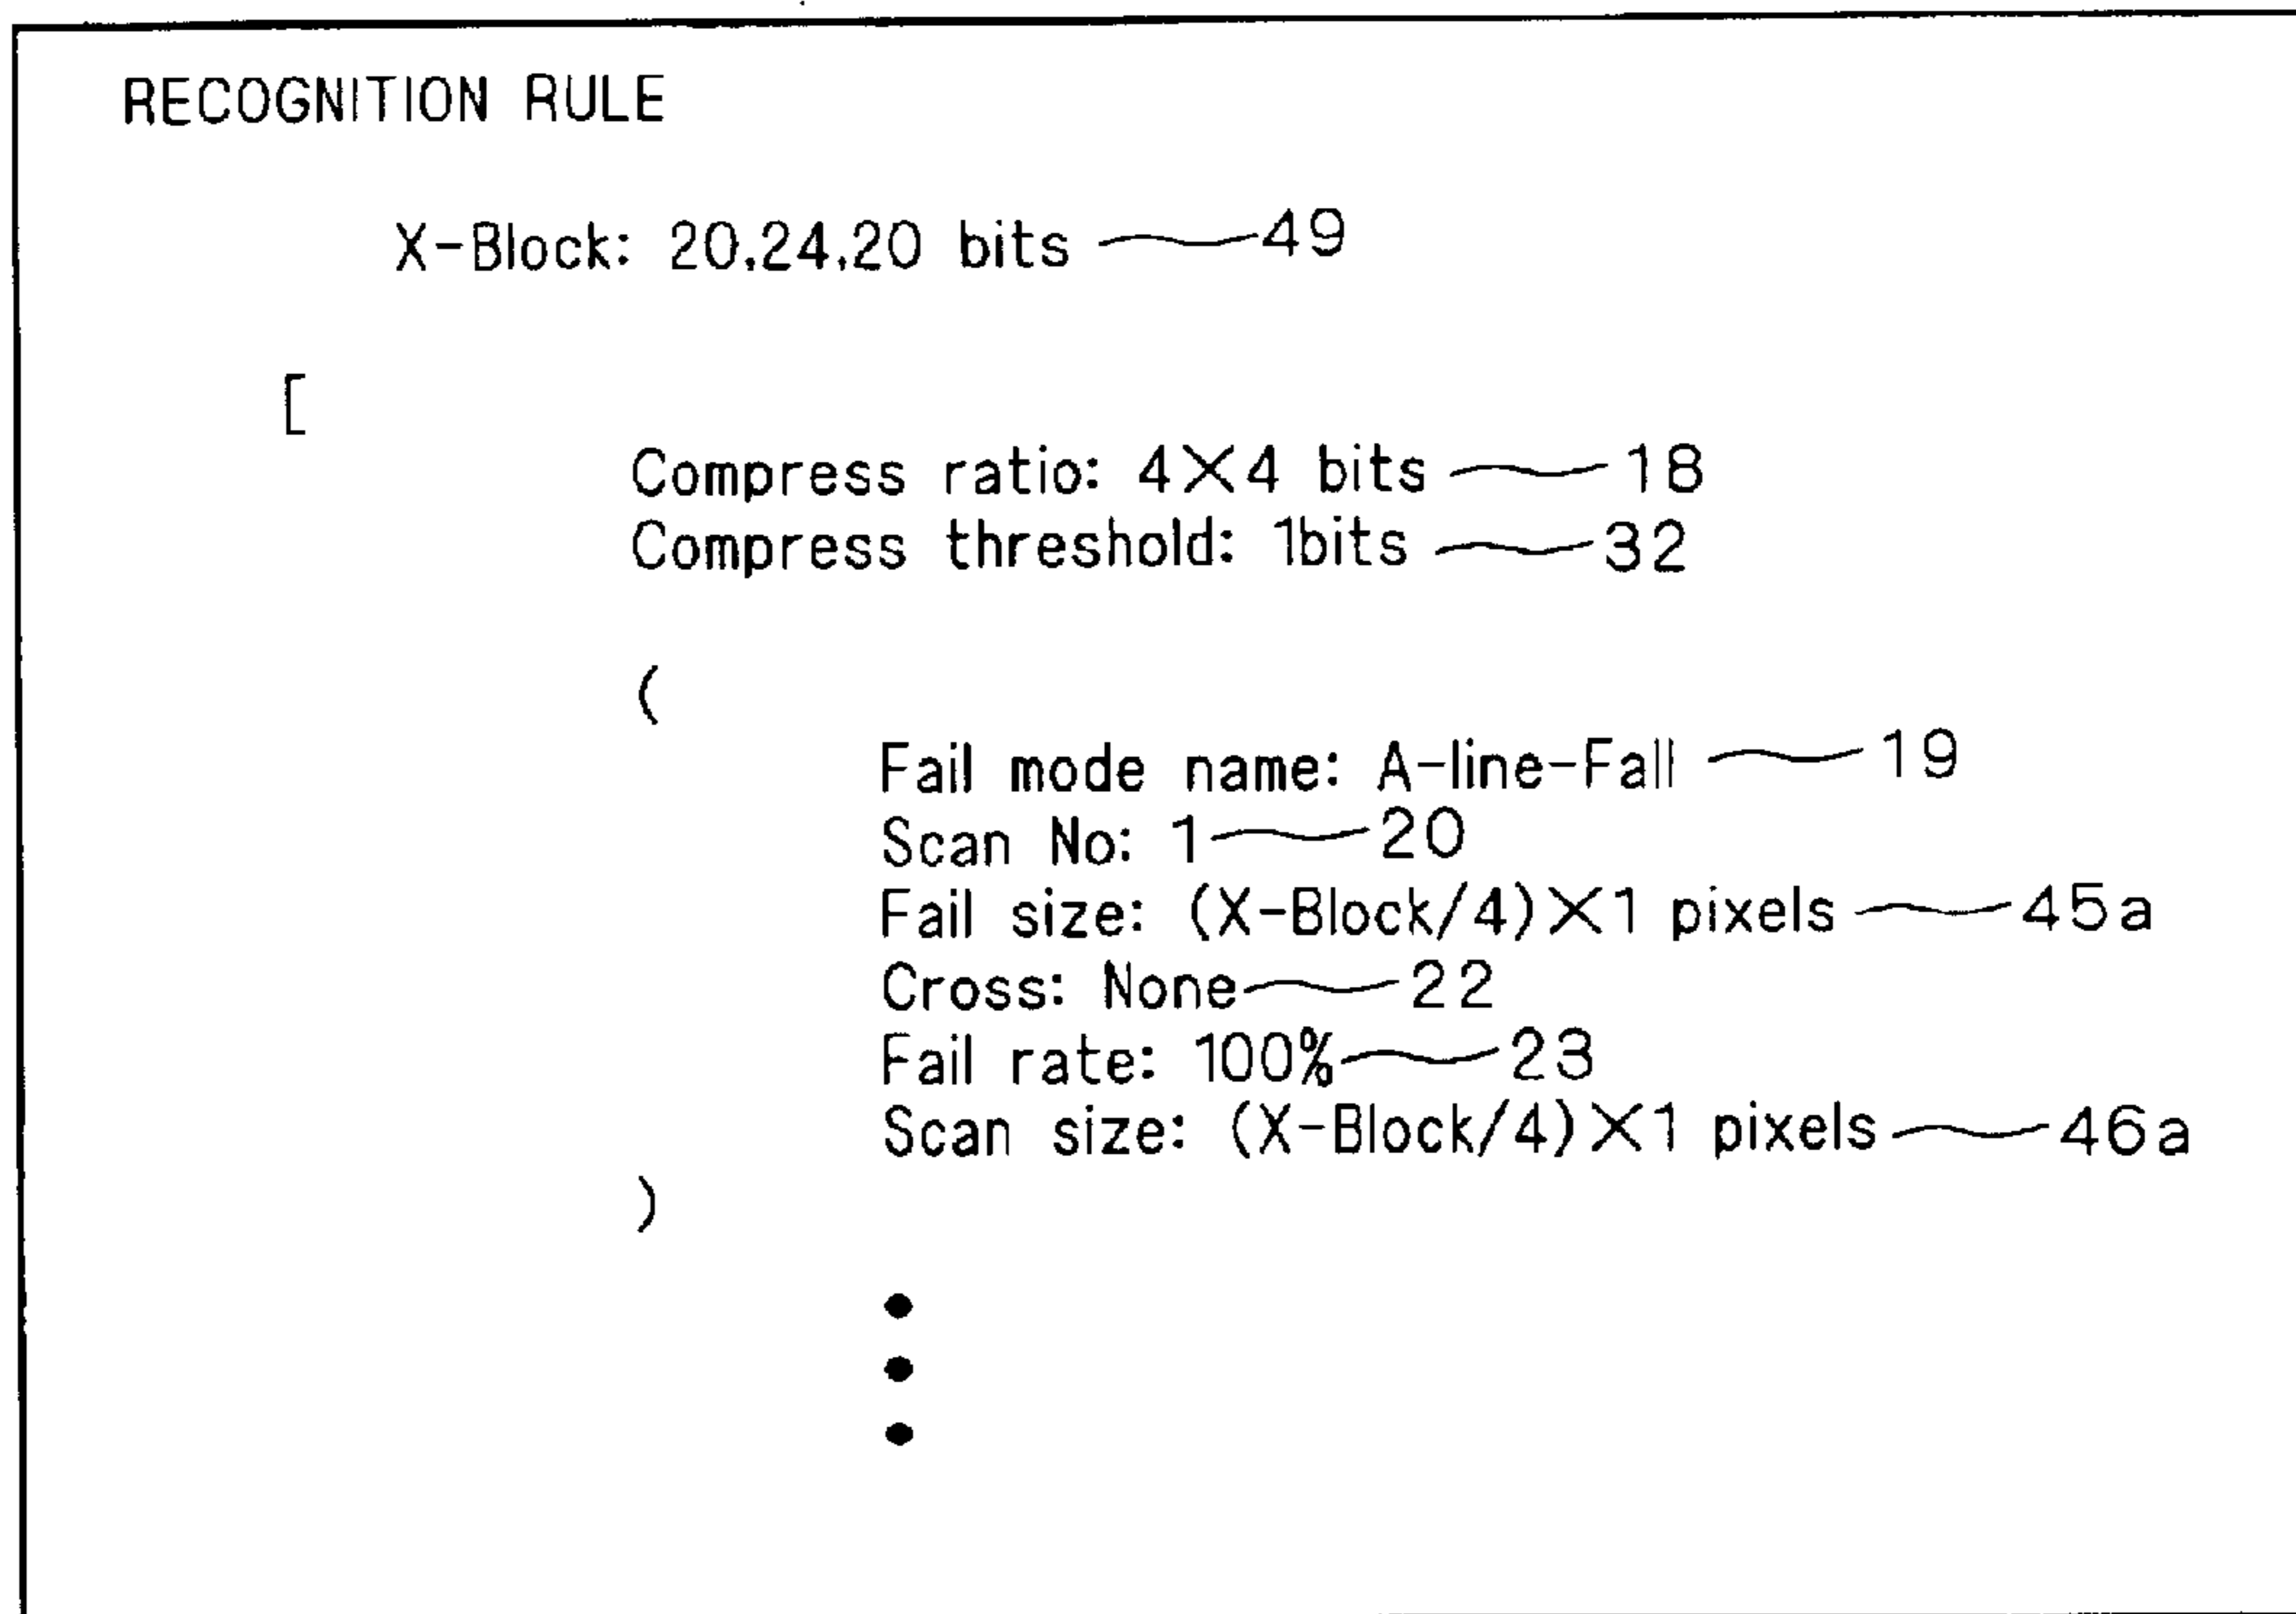 RECOGNITION RULE
X-Block: 20.24.20 bits 49
[
Compress ratio: 4×4 bits 18
Compress threshold: 1bits 32
(
Fail mode name: A-line-Fall 19
Scan No: 1 20
Fail size: (X-Block/4)×1 pixels 45a
Cross: None 22
Fail rate: 100% 23
Scan size: (X-Block/4)×1 pixels 46a
)